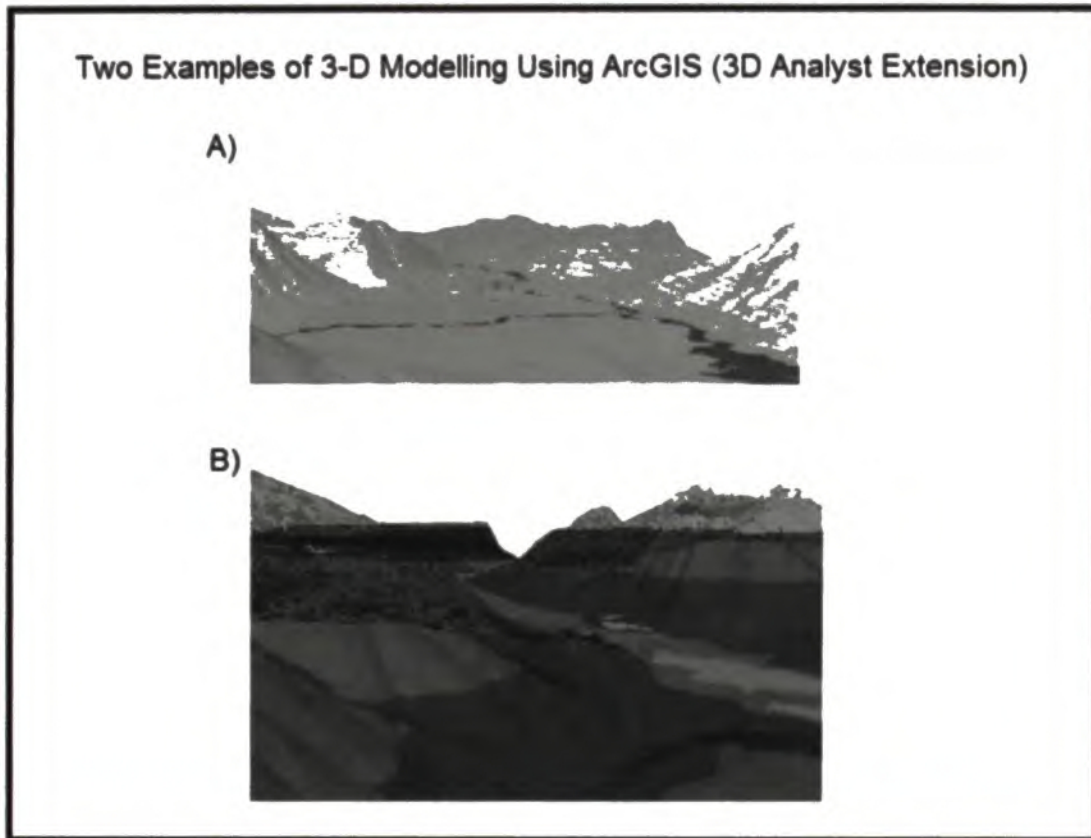 Two Examples of 3-D Modelling Using ArcGIS (3D Analyst Extension)
A)
B)